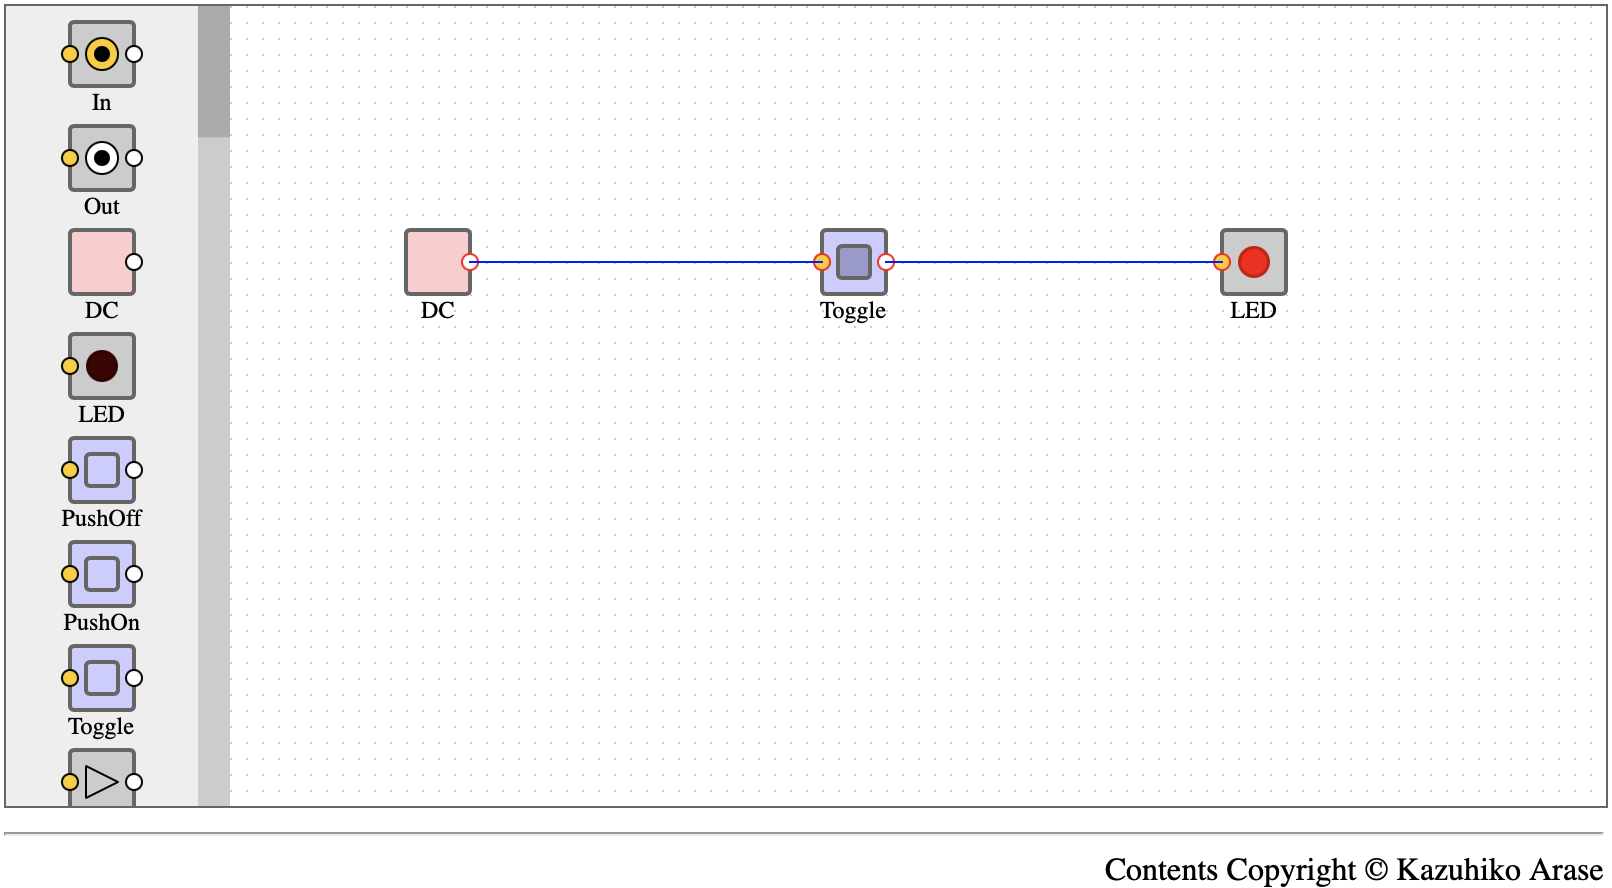 In
Out
DC
LED
PushOff
PushOn
Toggle
DC
Toggle
LED
Contents Copyright © Kazuhiko Arase